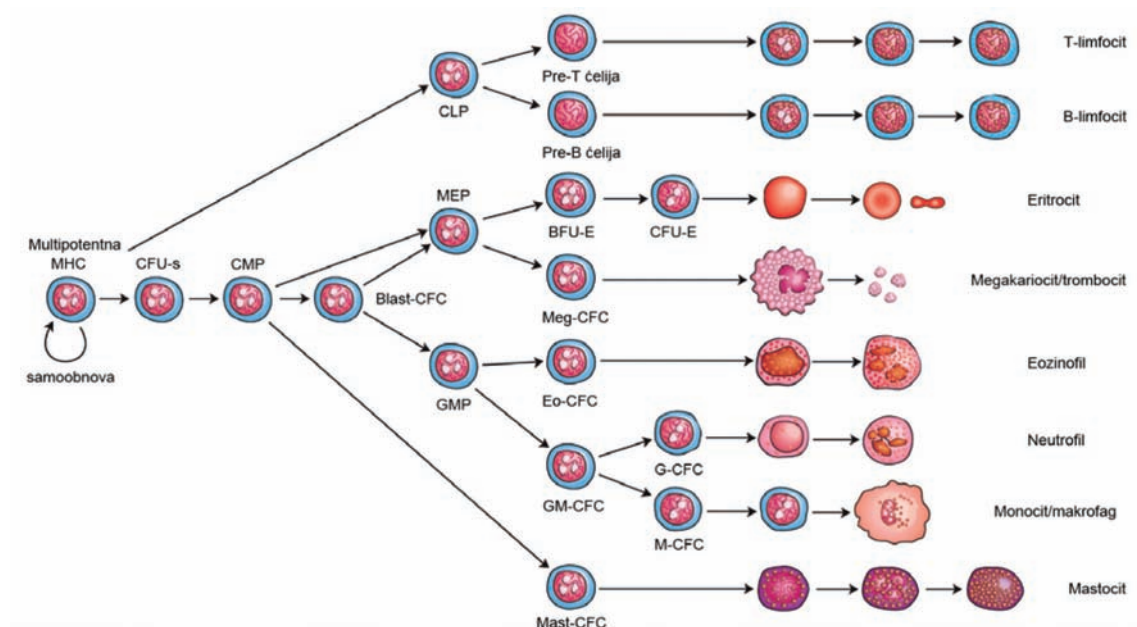 T-limfocit
Pre-T ćelija
CLP
B-limfocit
Pre-B ćelija
MEP
Eritrocit
BFU-E
CFU-E
Multipotentna
MHC
CFU-s
CMP
Blast-CFC
Megakariocit/trombocit
Meg-CFC
samoobnova
GMP
Eo-CFC
Eozinofil
Neutrofil
G-CFC
GM-CFC
Monocit/makrofag
M-CFC
Mastocit
Mast-CFC